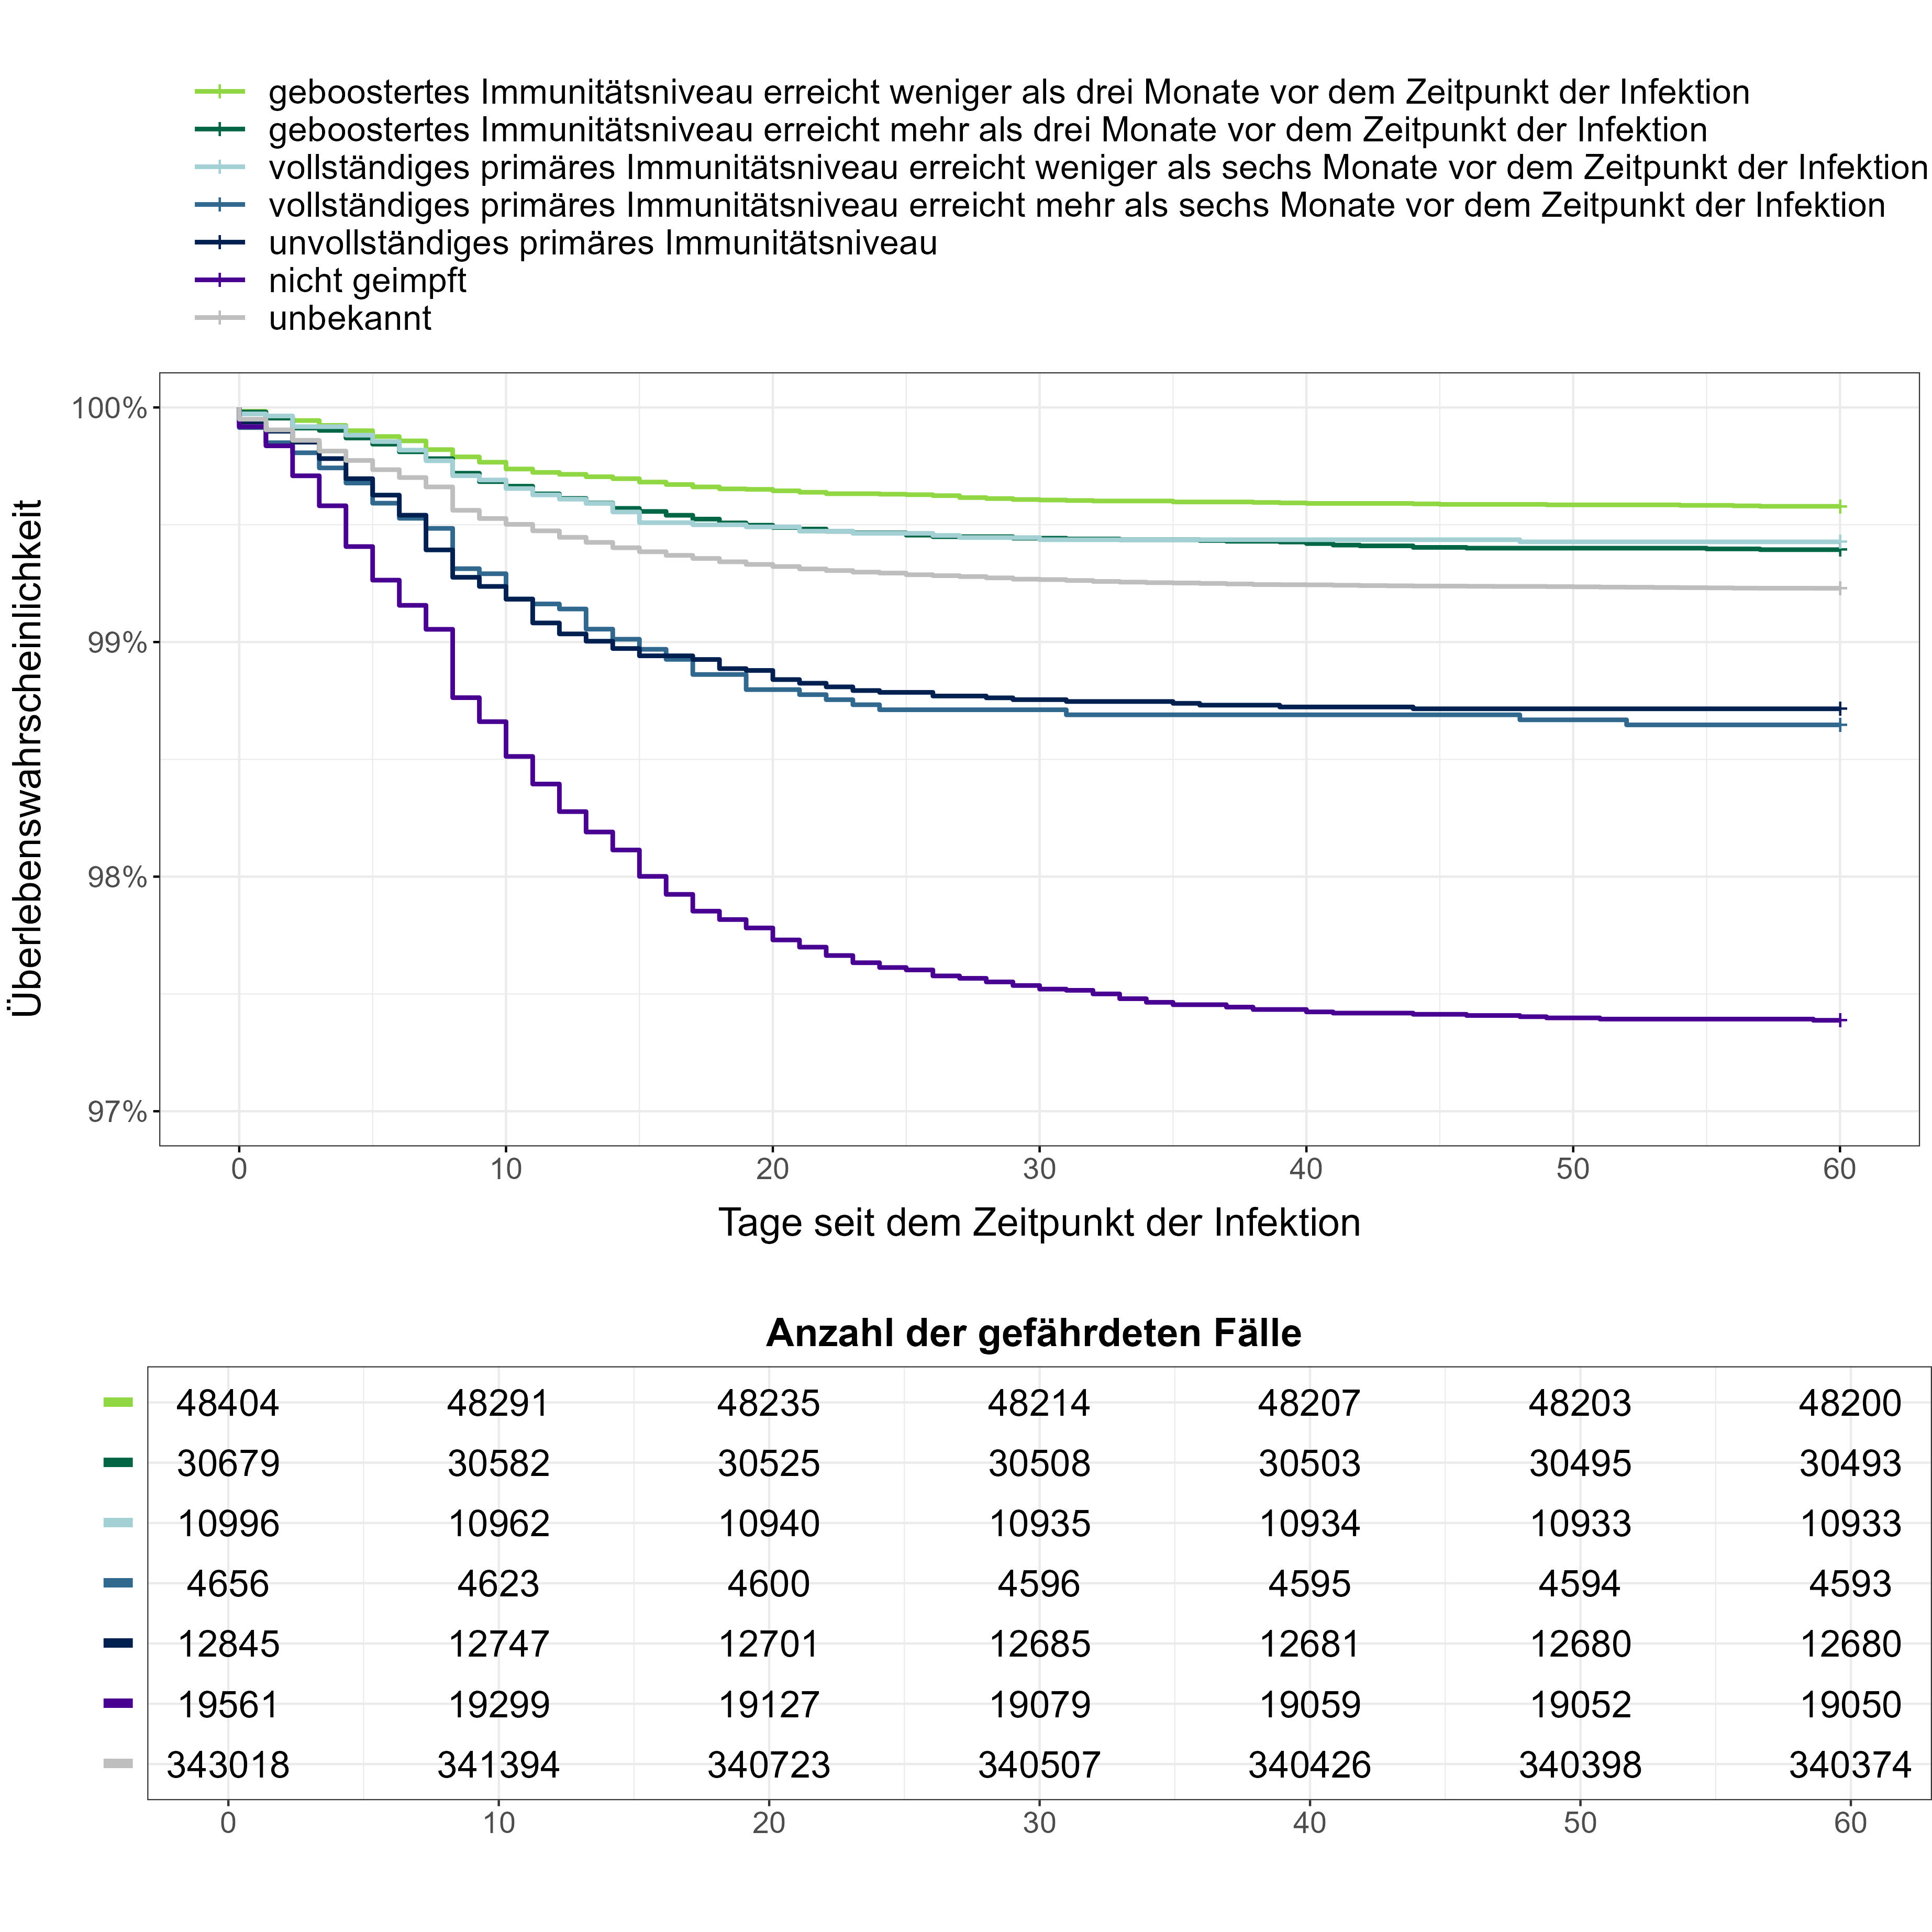 geboostertes Immunitätsniveau erreicht weniger als drei Monate vor dem Zeitpunkt der Infektion
geboostertes Immunitätsniveau erreicht mehr als drei Monate vor dem Zeitpunkt der Infektion
vollständiges primäres Immunitätsniveau erreicht weniger als sechs Monate vor dem Zeitpunkt der Infektion
vollständiges primäres Immunitätsniveau erreicht mehr als sechs Monate vor dem Zeitpunkt der Infektion
unvollständiges primäres Immunitätsniveau
nicht geimpft
unbekannt
Überlebenswahrscheinlichkeit
100%
99%
98%
97%
0 10 20 30 40 50 60
Tage seit dem Zeitpunkt der Infektion
Anzahl der gefährdeten Fälle
48404 48291 48235 48214 48207 48203 48200
30679 30582 30525 30508 30503 30495 30493
10996 10962 10940 10935 10934 10933 10933
4656 4623 4600 4596 4595 4594 4593
12845 12747 12701 12685 12681 12680 12680
19561 19299 19127 19079 19059 19052 19050
343018 341394 340723 340507 340426 340398 340374
0 10 20 30 40 50 60